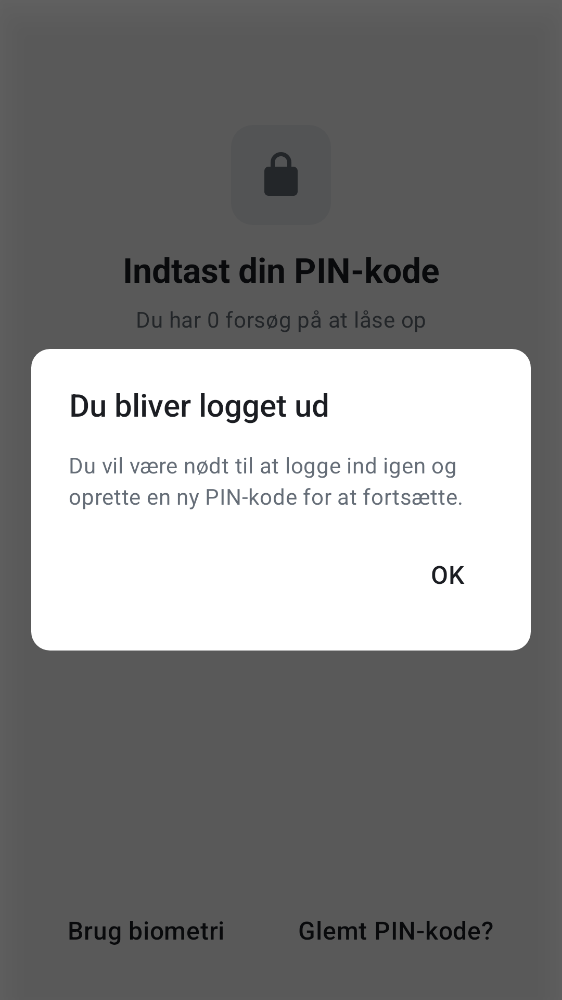 Indtast din PIN-kode
Du har 0 forsøg på at låse op
Du bliver logget ud
Du vil være nødt til at logge ind igen og
oprette en ny PIN-kode for at fortsætte.
OK
Brug biometri
Glemt PIN-kode?